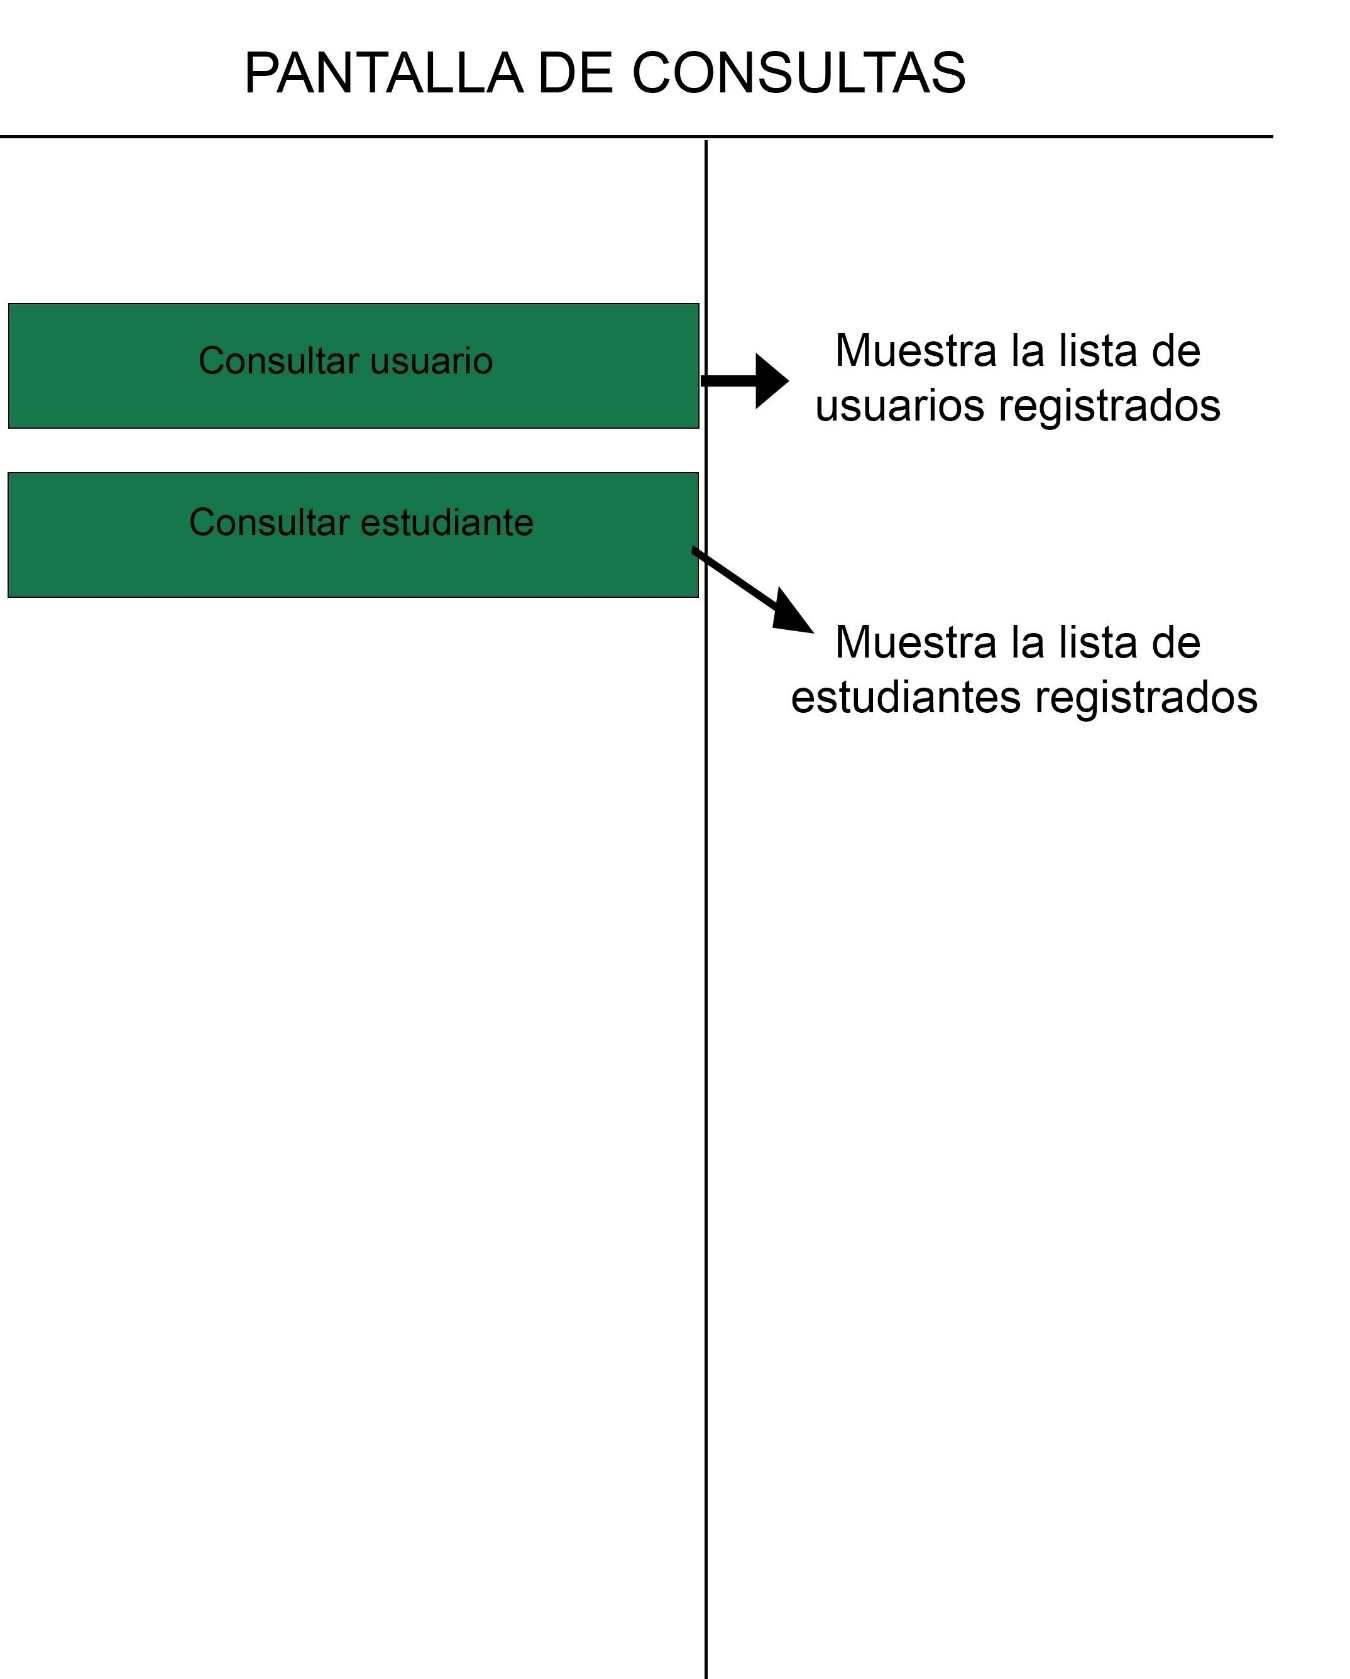 PANTALLA DE CONSULTAS
Consultar usuario
Muestra la lista de
usuarios registrados
Consultar estudiante
Muestra la lista de
estudiantes registrados